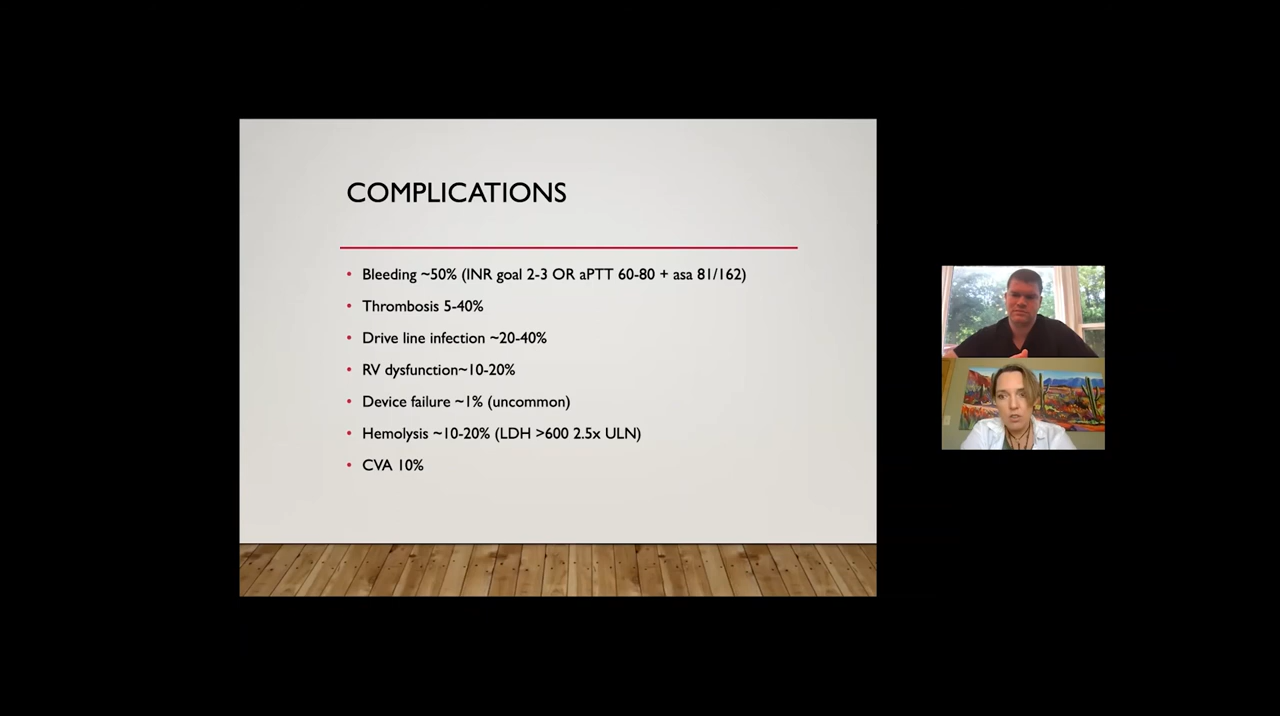 COMPLICATIONS
Bleeding ~50% (INR goal 2-3 OR aPTT 60-80 + asa 81/162)
Thrombosis 5-40%
Drive line infection ~20-40%
RV dysfunction~10-20%
Device failure ~1% (uncommon)
Hemolysis ~10-20% (LDH >600 2.5x ULN)
CVA 10%